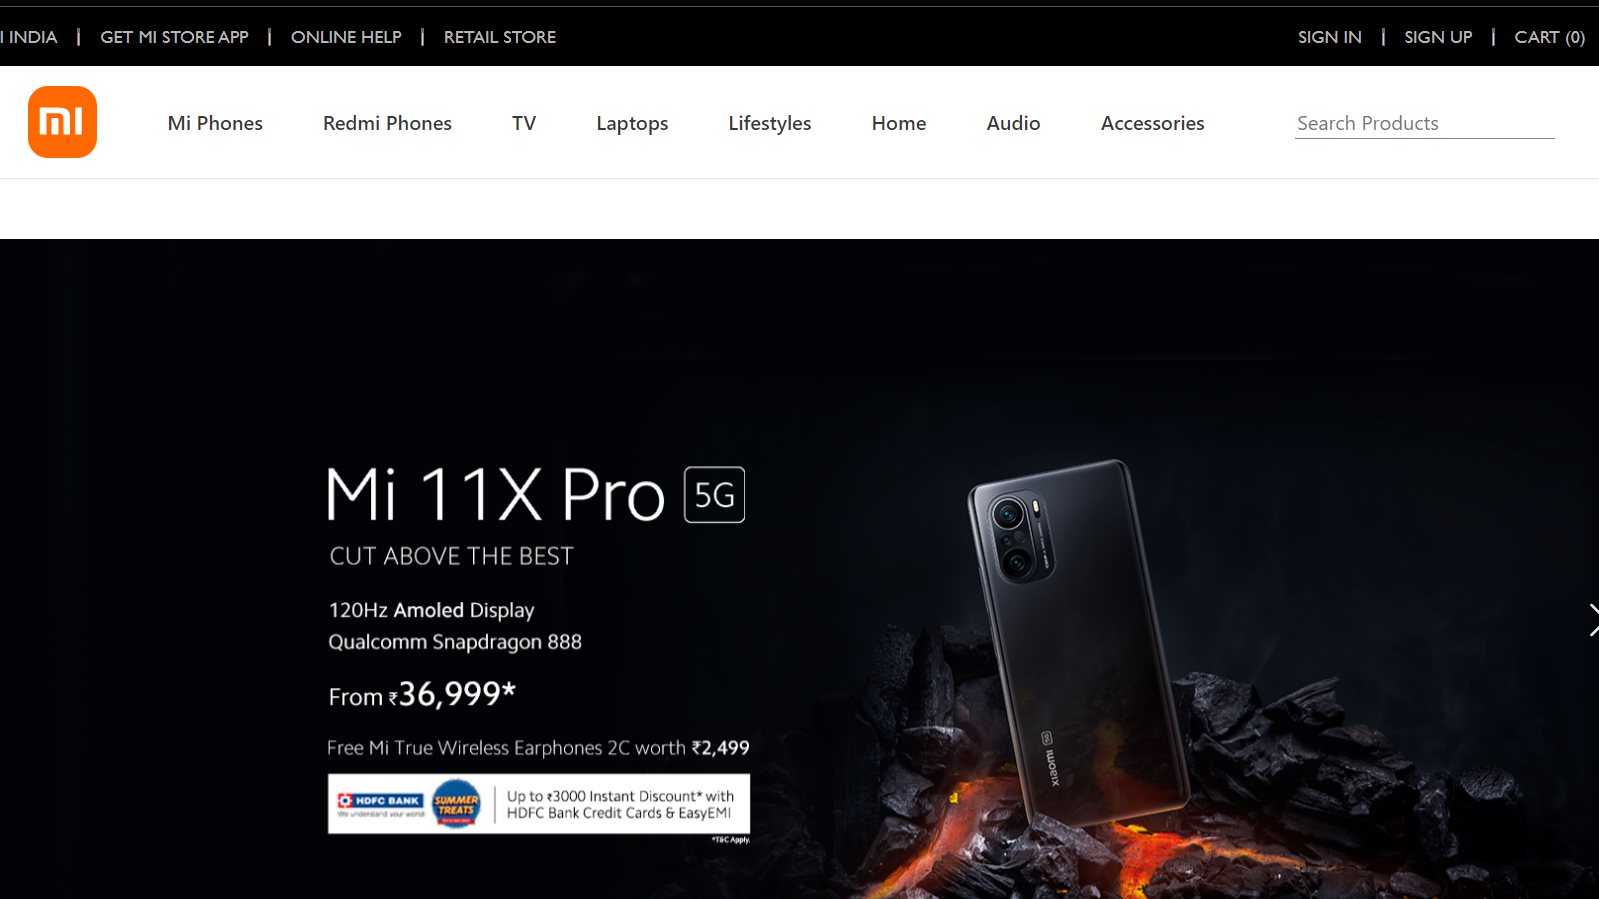 I INDIA | GET MI STORE APP | ONLINE HELP | RETAIL STORE SIGN IN | SIGN UP | CART (0)
mi Mi Phones Redmi Phones TV Laptops Lifestyles Home Audio Accessories Search Products
Mi 11X Pro 5G
CUT ABOVE THE BEST
120Hz Amoled Display
Qualcomm Snapdragon 888
From ₹36,999*
Free Mi True Wireless Earphones 2C worth ₹2,499
HDFC BANK
We understand your world
SUMMER
TREATS
Up to ₹3000 Instant Discount* with
HDFC Bank Credit Cards & EasyEMI
*T&C Apply.
xiaomi 5G